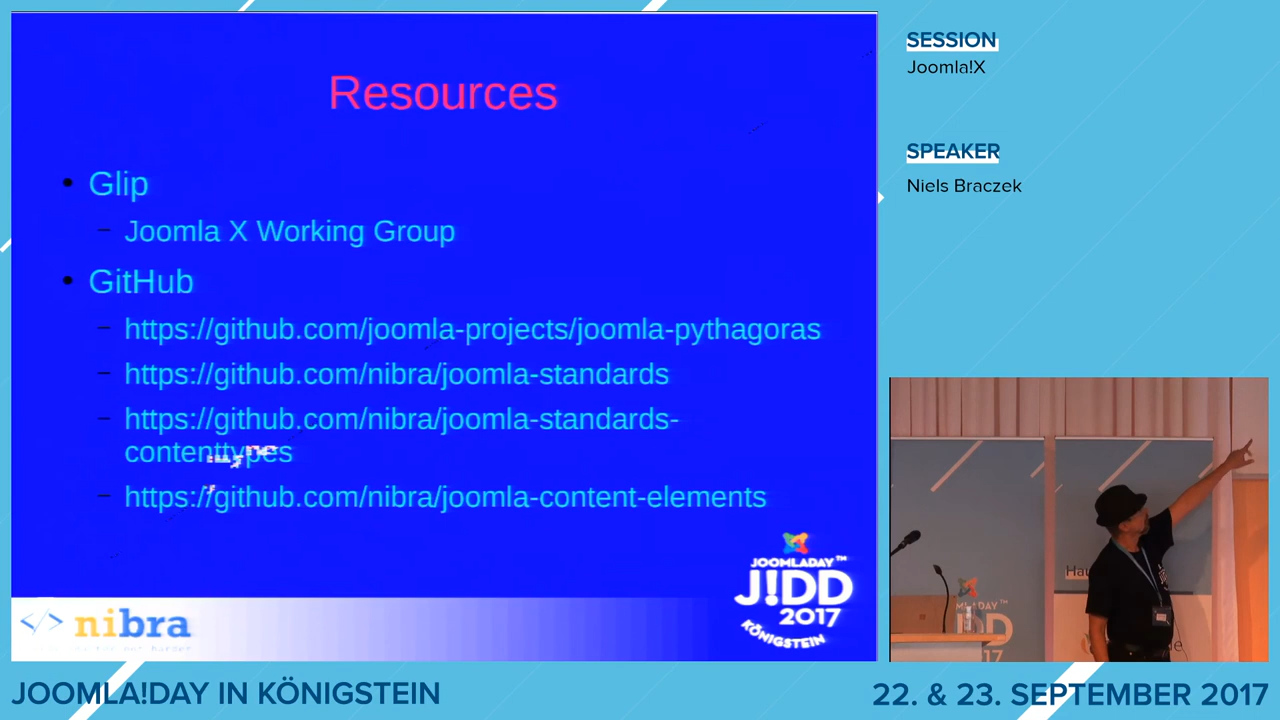 Resources
Glip
Joomla X Working Group
GitHub
https://github.com/joomla-projects/joomla-pythagoras
https://github.com/nibra/joomla-standards
https://github.com/nibra/joomla-standards-
contenttypes
https://github.com/nibra/joomla-content-elements
</> nibra
JOOMLADAY™
J!DD
2017
KÖNIGSTEIN
SESSION
Joomla!X
SPEAKER
Niels Braczek
JOOMLA!DAY IN KÖNIGSTEIN
22. & 23. SEPTEMBER 2017